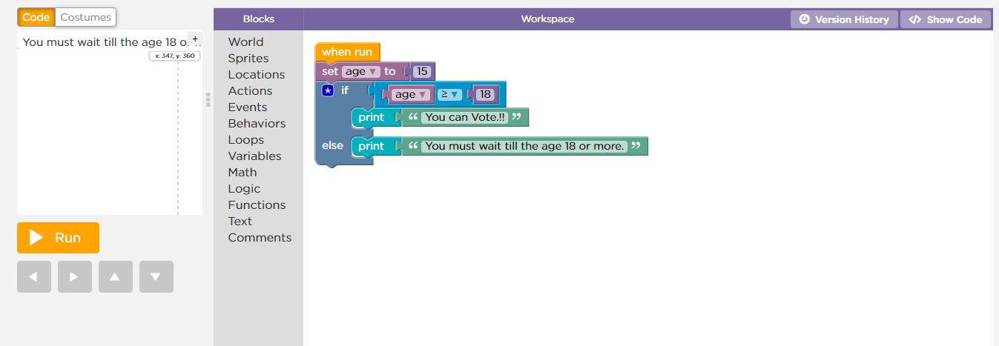 Code Costumes
You must wait till the age 18 o
+
x: 347, y: 360
Run
Blocks
Workspace
Version History
Show Code
World
Sprites
Locations
Actions
Events
Behaviors
Loops
Variables
Math
Logic
Functions
Text
Comments
when run
set age to 15
if age ≥ 18
print “ You can Vote.!! ”
else print “ You must wait till the age 18 or more. ”